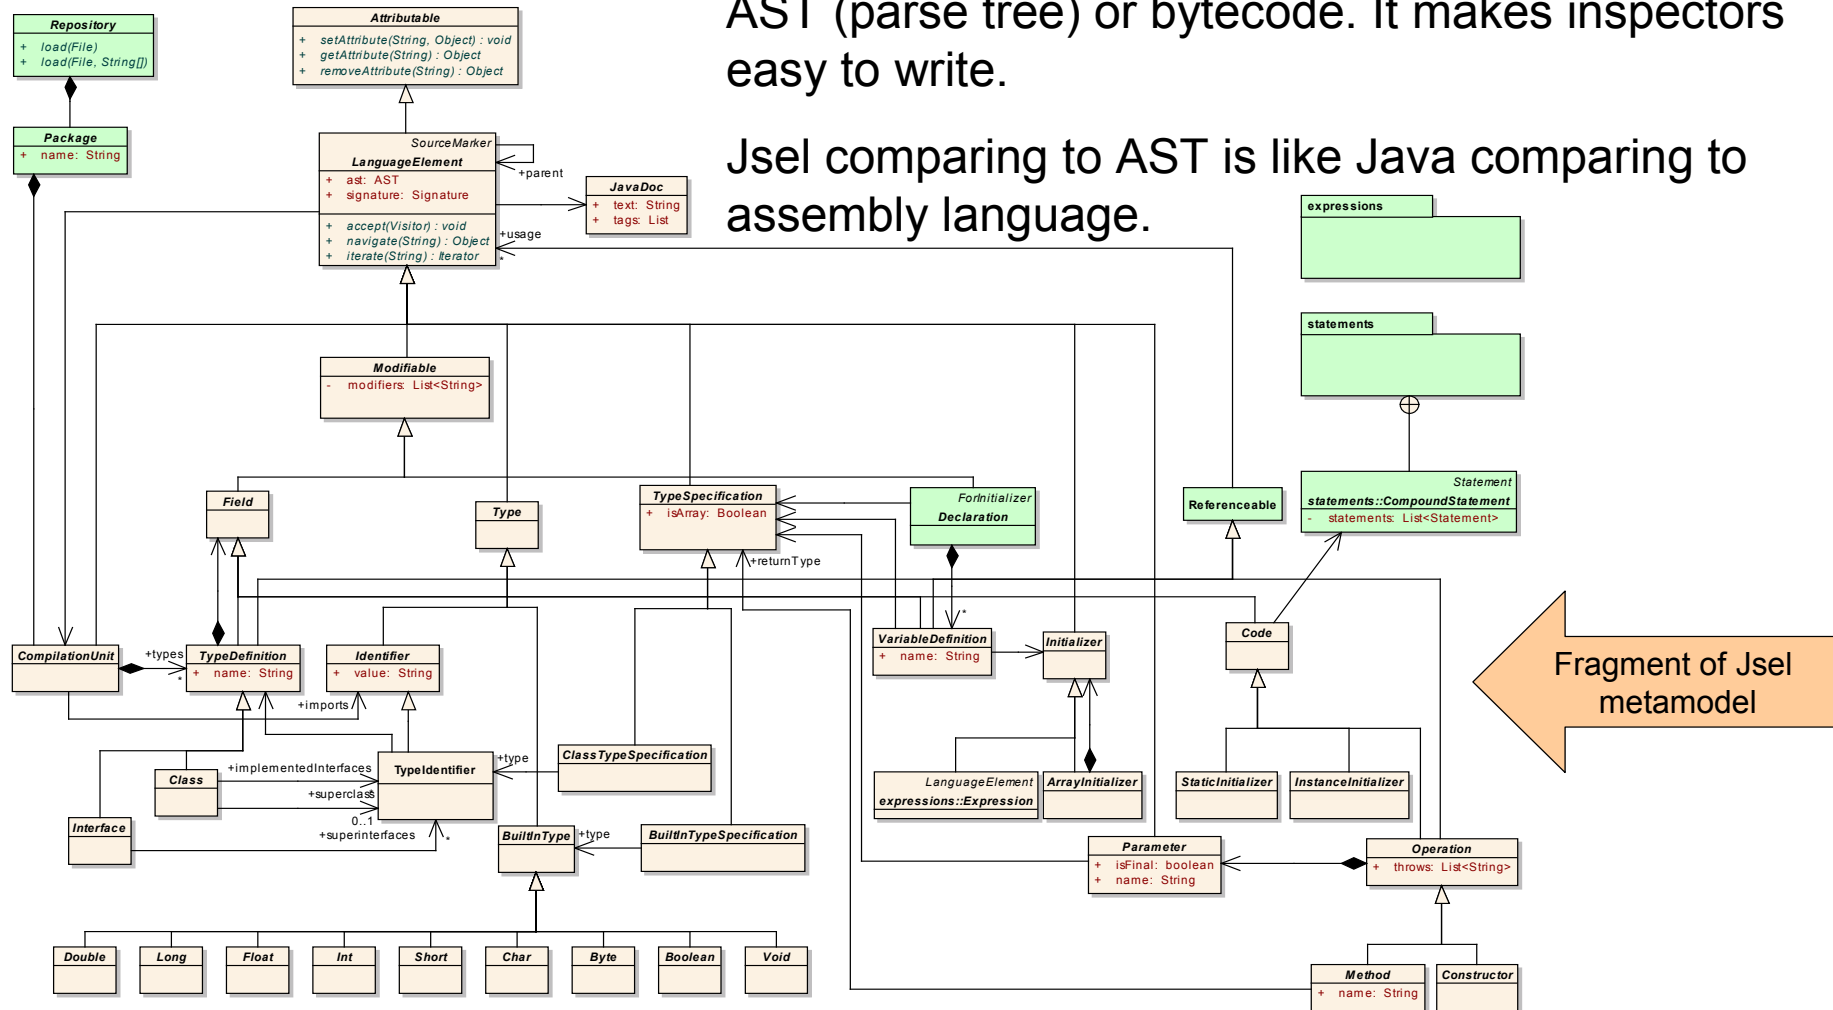 AST (parse tree) or bytecode. It makes inspectors
easy to write.
Jsel comparing to AST is like Java comparing to
assembly language.
Repository
+ load(File)
+ load(File, String[])
Package
+ name: String
Attributable
+ setAttribute(String, Object) : void
+ getAttribute(String) : Object
+ removeAttribute(String) : Object
SourceMarker
LanguageElement
+ ast: AST
+ signature: Signature
+ accept(Visitor) : void
+ navigate(String) : Object
+ iterate(String) : Iterator
+parent
JavaDoc
+ text: String
+ tags: List
+usage
*
expressions
statements
Modifiable
- modifiers: List<String>
Field
Type
TypeSpecification
+ isArray: Boolean
ForInitializer
Declaration
Referenceable
Statement
statements::CompoundStatement
- statements: List<Statement>
+returnType
*
CompilationUnit
+types
*
TypeDefinition
+ name: String
Identifier
+ value: String
+imports
VariableDefinition
+ name: String
Initializer
Code
Fragment of Jsel
metamodel
Class
+implementedInterfaces
*
+superclass
0..1
+superinterfaces
*
TypeIdentifier
+type
ClassTypeSpecification
Interface
BuiltInType
+type
BuiltInTypeSpecification
LanguageElement
expressions::Expression
ArrayInitializer
StaticInitializer
InstanceInitializer
Parameter
+ isFinal: boolean
+ name: String
Operation
+ throws: List<String>
Double
Long
Float
Int
Short
Char
Byte
Boolean
Void
Method
+ name: String
Constructor